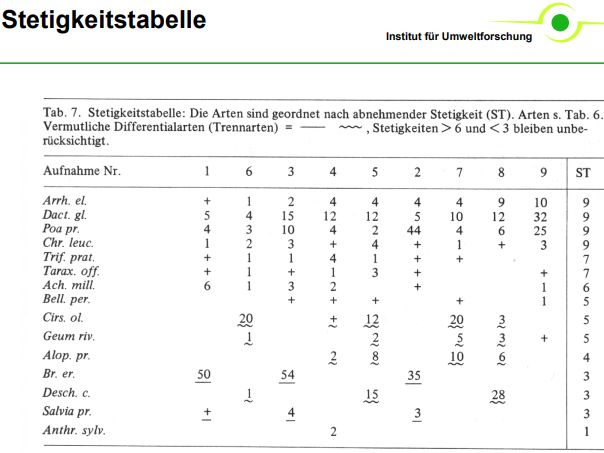 Stetigkeitstabelle
Institut für Umweltforschung
Tab. 7. Stetigkeitstabelle: Die Arten sind geordnet nach abnehmender Stetigkeit (ST). Arten s. Tab. 6.
Vermutliche Differentialarten (Trennarten) = —— ~~~ , Stetigkeiten > 6 und < 3 bleiben unbe-
rücksichtigt.
Aufnahme Nr. 1 6 3 4 5 2 7 8 9 ST
Arrh. el. + 1 2 4 4 4 4 9 10 9
Dact. gl. 5 4 15 12 12 5 10 12 32 9
Poa pr. 4 3 10 4 2 44 4 6 25 9
Chr. leuc. 1 2 3 + 4 + 1 + 3 9
Trif. prat. + 1 1 4 1 + + 7
Tarax. off. + 1 + 1 3 + + 7
Ach. mill. 6 1 3 2 + 1 6
Bell. per. + + + + 1 5
Cirs. ol. 20 + 12 20 3 5
Geum riv. 1 2 5 3 + 5
Alop. pr. 2 8 10 6 4
Br. er. 50 54 35 3
Desch. c. 1 15 28 3
Salvia pr. + 4 3 3
Anthr. sylv. 2 1